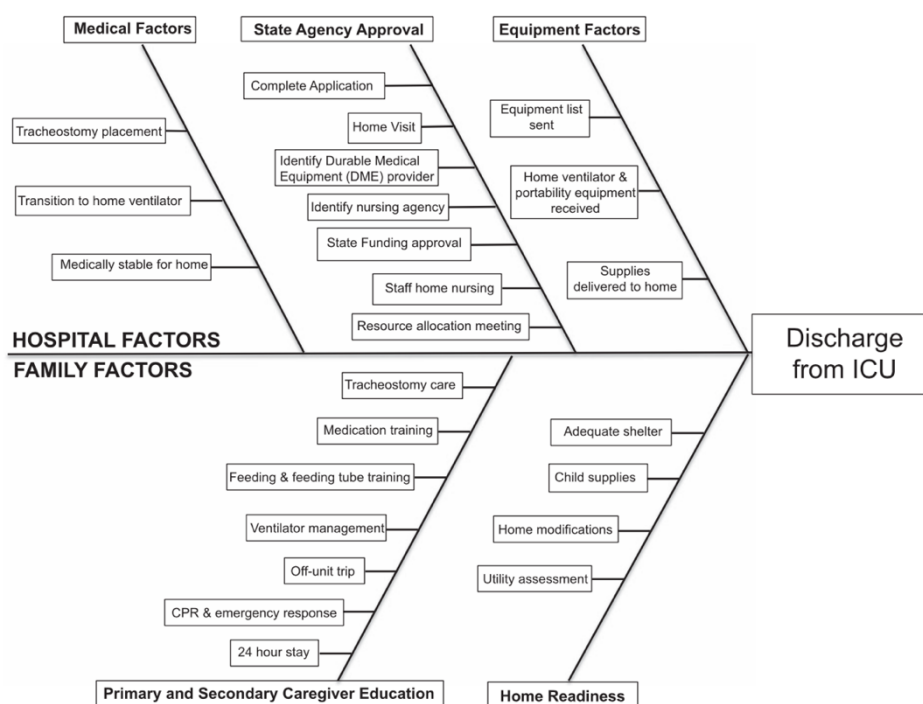 Medical Factors
State Agency Approval
Equipment Factors
Complete Application
Equipment list
sent
Home Visit
Tracheostomy placement
Identify Durable Medical
Equipment (DME) provider
Home ventilator &
portability equipment
received
Transition to home ventilator
Identify nursing agency
State Funding approval
Medically stable for home
Supplies
delivered to home
Staff home nursing
Resource allocation meeting
HOSPITAL FACTORS
Discharge
from ICU
FAMILY FACTORS
Tracheostomy care
Medication training
Adequate shelter
Feeding & feeding tube training
Child supplies
Ventilator management
Home modifications
Off-unit trip
Utility assessment
CPR & emergency response
24 hour stay
Primary and Secondary Caregiver Education
Home Readiness